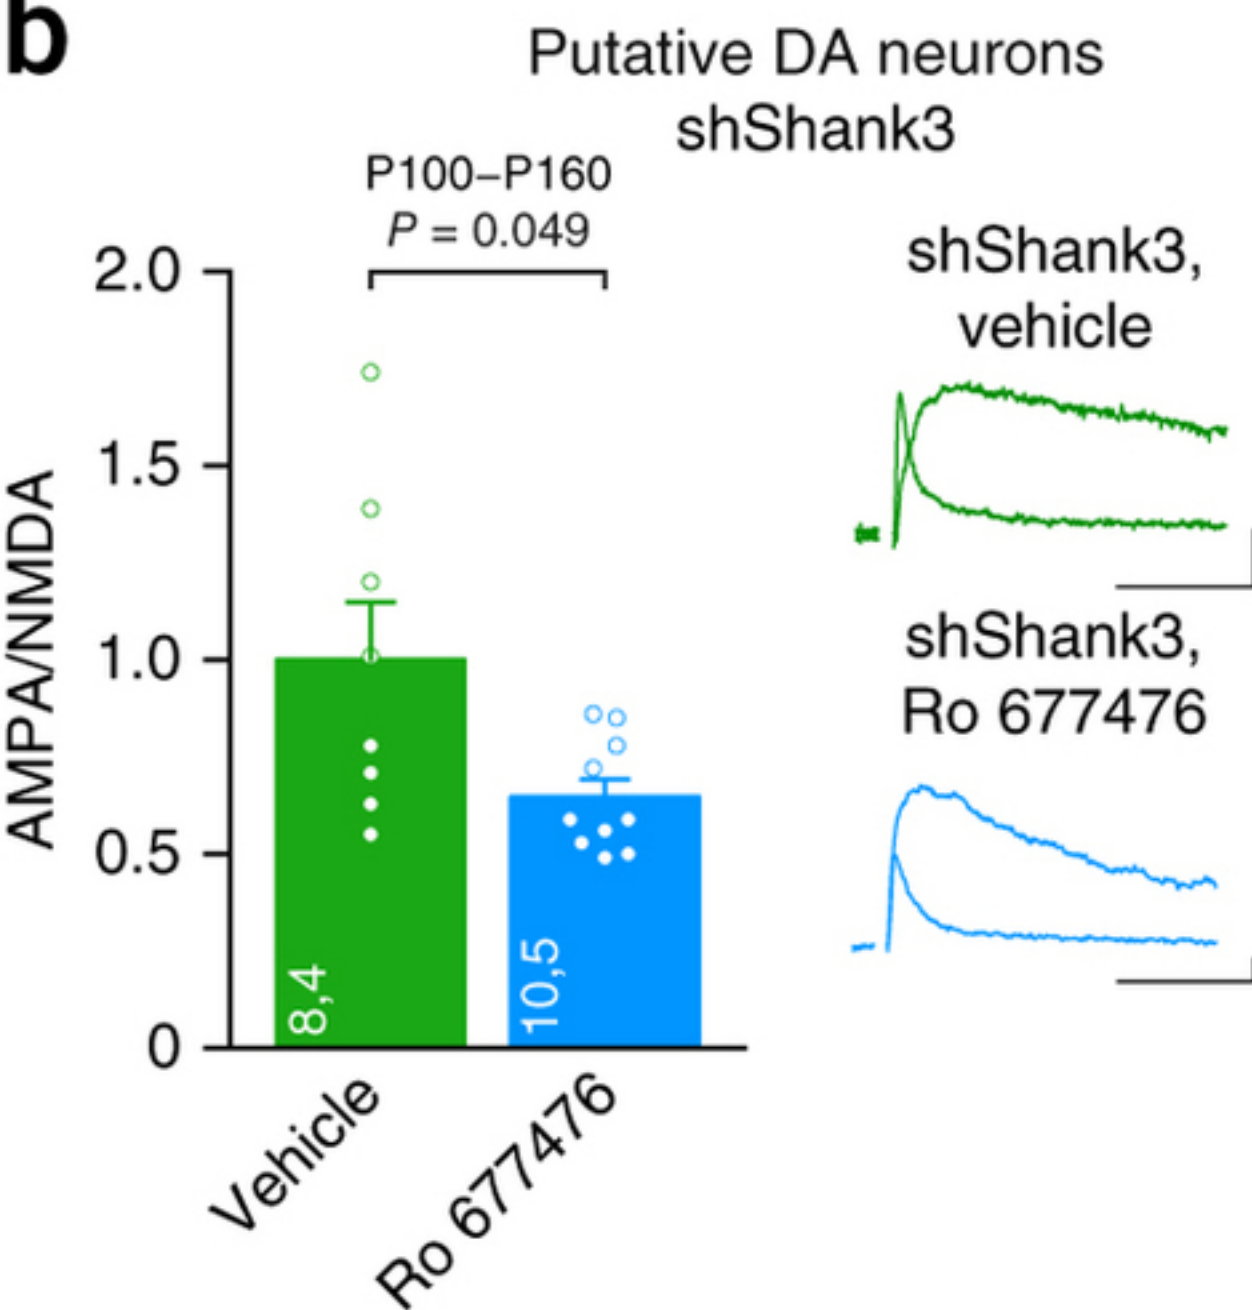 b
Putative DA neurons
shShank3
P100–P160
P = 0.049
2.0
1.5
1.0
0.5
0
AMPA/NMDA
8,4
10,5
Vehicle
Ro 677476
shShank3,
vehicle
shShank3,
Ro 677476